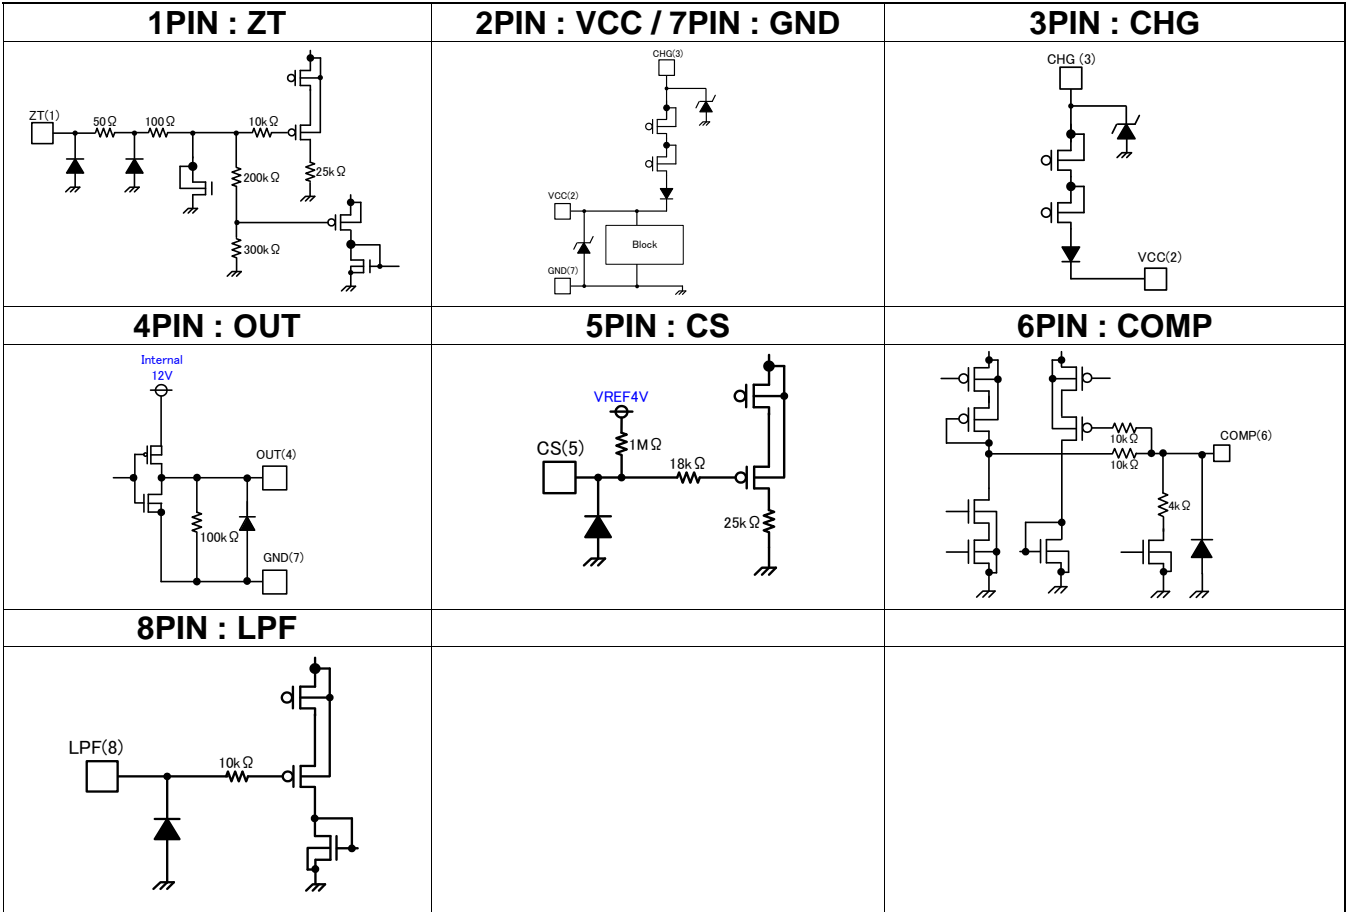 1PIN : ZT
2PIN : VCC / 7PIN : GND
3PIN : CHG
ZT(1)
50Ω
100Ω
10kΩ
25kΩ
200kΩ
300kΩ
CHG(3)
VCC(2)
Block
GND(7)
CHG (3)
VCC(2)
4PIN : OUT
5PIN : CS
6PIN : COMP
Internal
12V
OUT(4)
100kΩ
GND(7)
VREF4V
1MΩ
CS(5)
18kΩ
25kΩ
10kΩ
COMP(6)
10kΩ
4kΩ
8PIN : LPF
LPF(8)
10kΩ